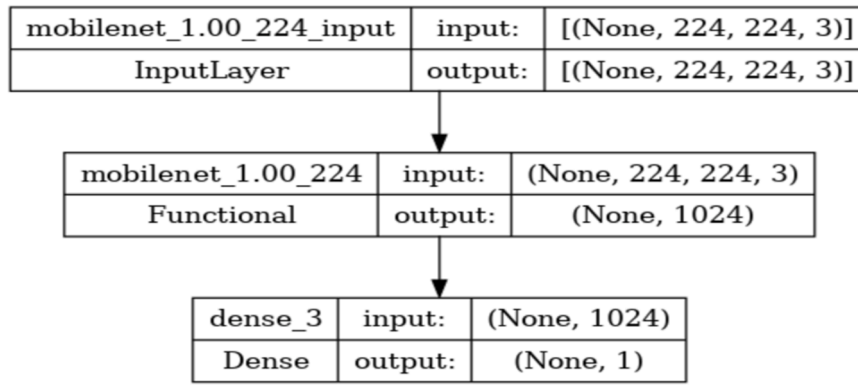 mobilenet_1.00_224_input input: [(None, 224, 224, 3)]
InputLayer output: [(None, 224, 224, 3)]
mobilenet_1.00_224 input: (None, 224, 224, 3)
Functional output: (None, 1024)
dense_3 input: (None, 1024)
Dense output: (None, 1)